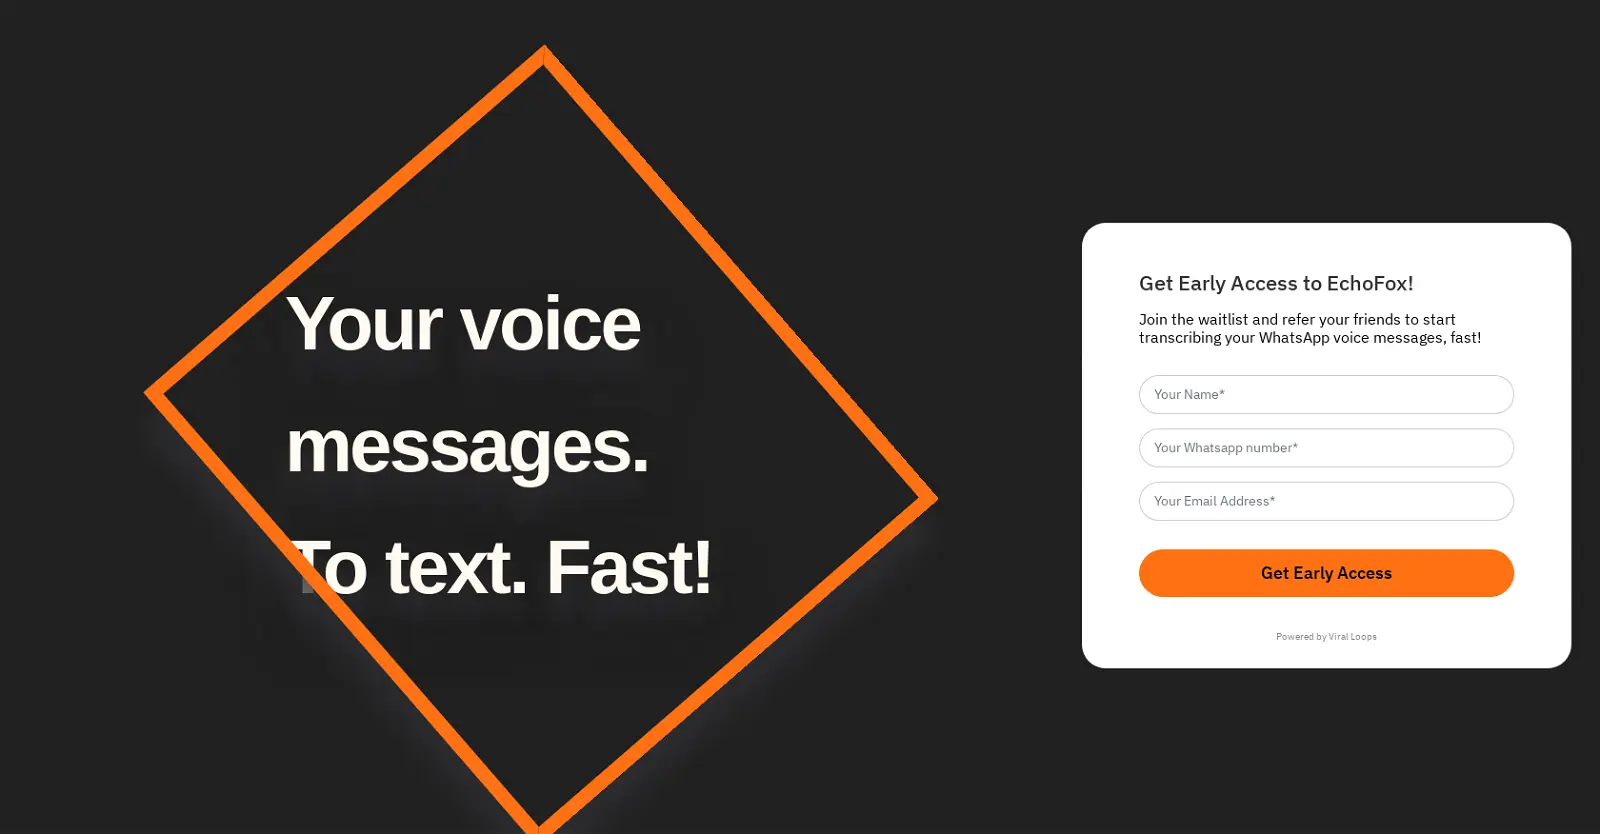 Your voice
messages.
To text. Fast!
Get Early Access to EchoFox!
Join the waitlist and refer your friends to start
transcribing your WhatsApp voice messages, fast!
Your Name*
Your Whatsapp number*
Your Email Address*
Get Early Access
Powered by Viral Loops